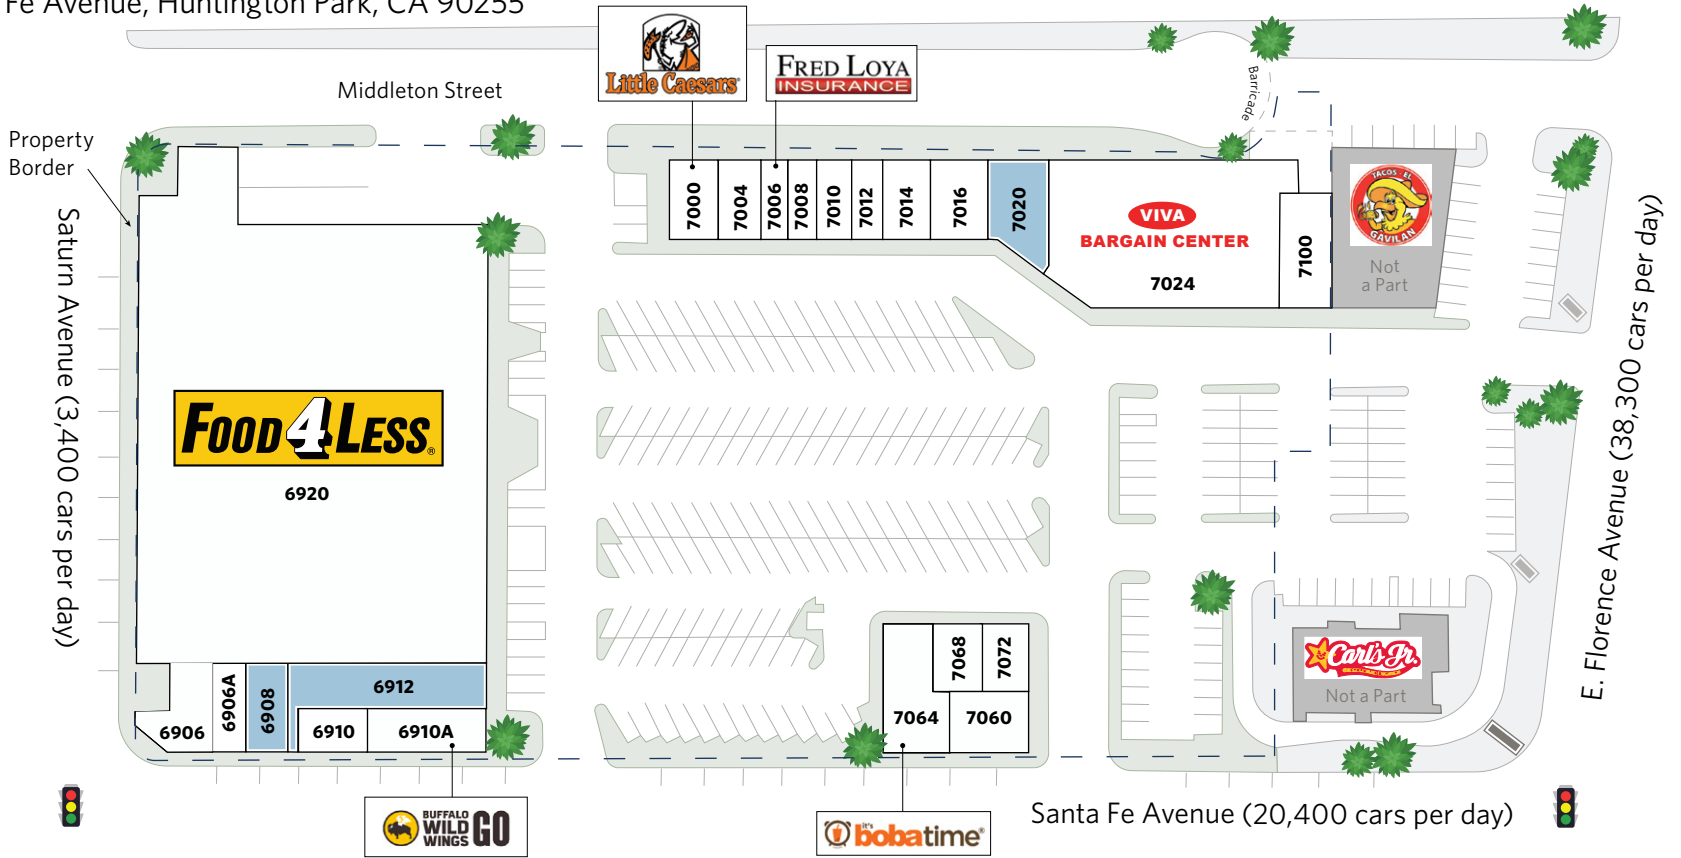 Fe Avenue, Huntington Park, CA 90255
Little Caesars®
FRED LOYA
INSURANCE
Middleton Street
Barricade
Property
Border
7000
7004
7006
7008
7010
7012
7014
7016
7020
VIVA
BARGAIN CENTER
7024
7100
TACOS EL
GAVILAN
Not
a Part
Saturn Avenue (3,400 cars per day)
FOOD 4 LESS®
6920
E. Florence Avenue (38,300 cars per day)
6906
6906A
6908
6912
6910
6910A
7064
7068
7072
7060
Carl's Jr.
Not a Part
BUFFALO
WILD
WINGS
GO
it's
bobatime®
Santa Fe Avenue (20,400 cars per day)